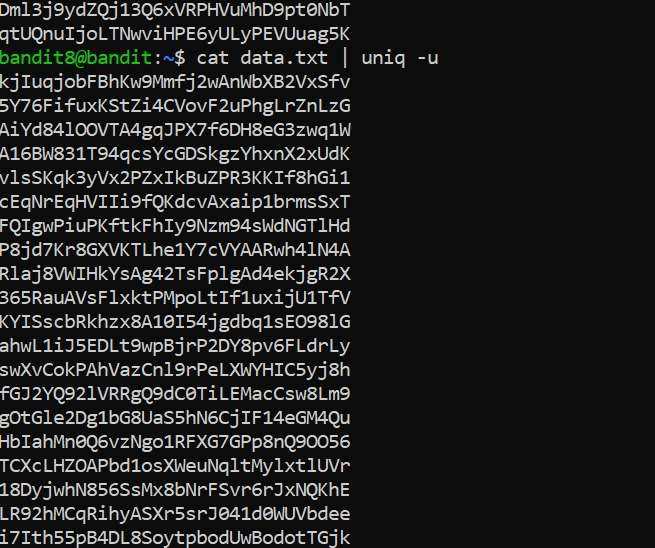 Dml3j9ydZQj13Q6xVRPHVuMhD9pt0NbT
qtUQnuIjoLTNwviHPE6yULyPEVUuag5K
bandit8@bandit:~$ cat data.txt | uniq -u
kjIuqjobFBhKw9Mmfj2wAnWbXB2VxSfv
5Y76FifuxKStZi4CVovF2uPhgLrZnLzG
AiYd84lOOVTA4gqJPX7f6DH8eG3zwq1W
A16BW831T94qcsYcGDSkgzYhxnX2xUdK
vlsSKqk3yVx2PZxIkBuZPR3KKIf8hGi1
cEqNrEqHVIIi9fQKdcvAxaip1brmsSxT
FQIgwPiuPKftkFhIy9Nzm94sWdNGTlHd
P8jd7Kr8GXVKTLhe1Y7cVYAARwh4lN4A
Rlaj8VWIHkYsAg42TsFplgAd4ekjgR2X
365RauAVsFlxktPMpoLtIf1uxijU1TfV
KYISscbRkhzx8A10I54jgdbq1sEO98lG
ahwL1iJ5EDLt9wpBjrP2DY8pv6FLdrLy
swXvCokPAhVazCnl9rPeLXWYHIC5yj8h
fGJ2YQ92lVRRgQ9dC0TiLEMacCsw8Lm9
gOtGle2Dg1bG8UaS5hN6CjIF14eGM4Qu
HbIahMn0Q6vzNgo1RFXG7GPp8nQ9OO56
TCXcLHZOAPbd1osXWeuNqltMylxtlUVr
18DyjwhN856SsMx8bNrFSvr6rJxNQKhE
LR92hMCqRihyASXr5srJ041d0WUVbdee
i7Ith55pB4DL8SoytpbodUwBodotTGjk